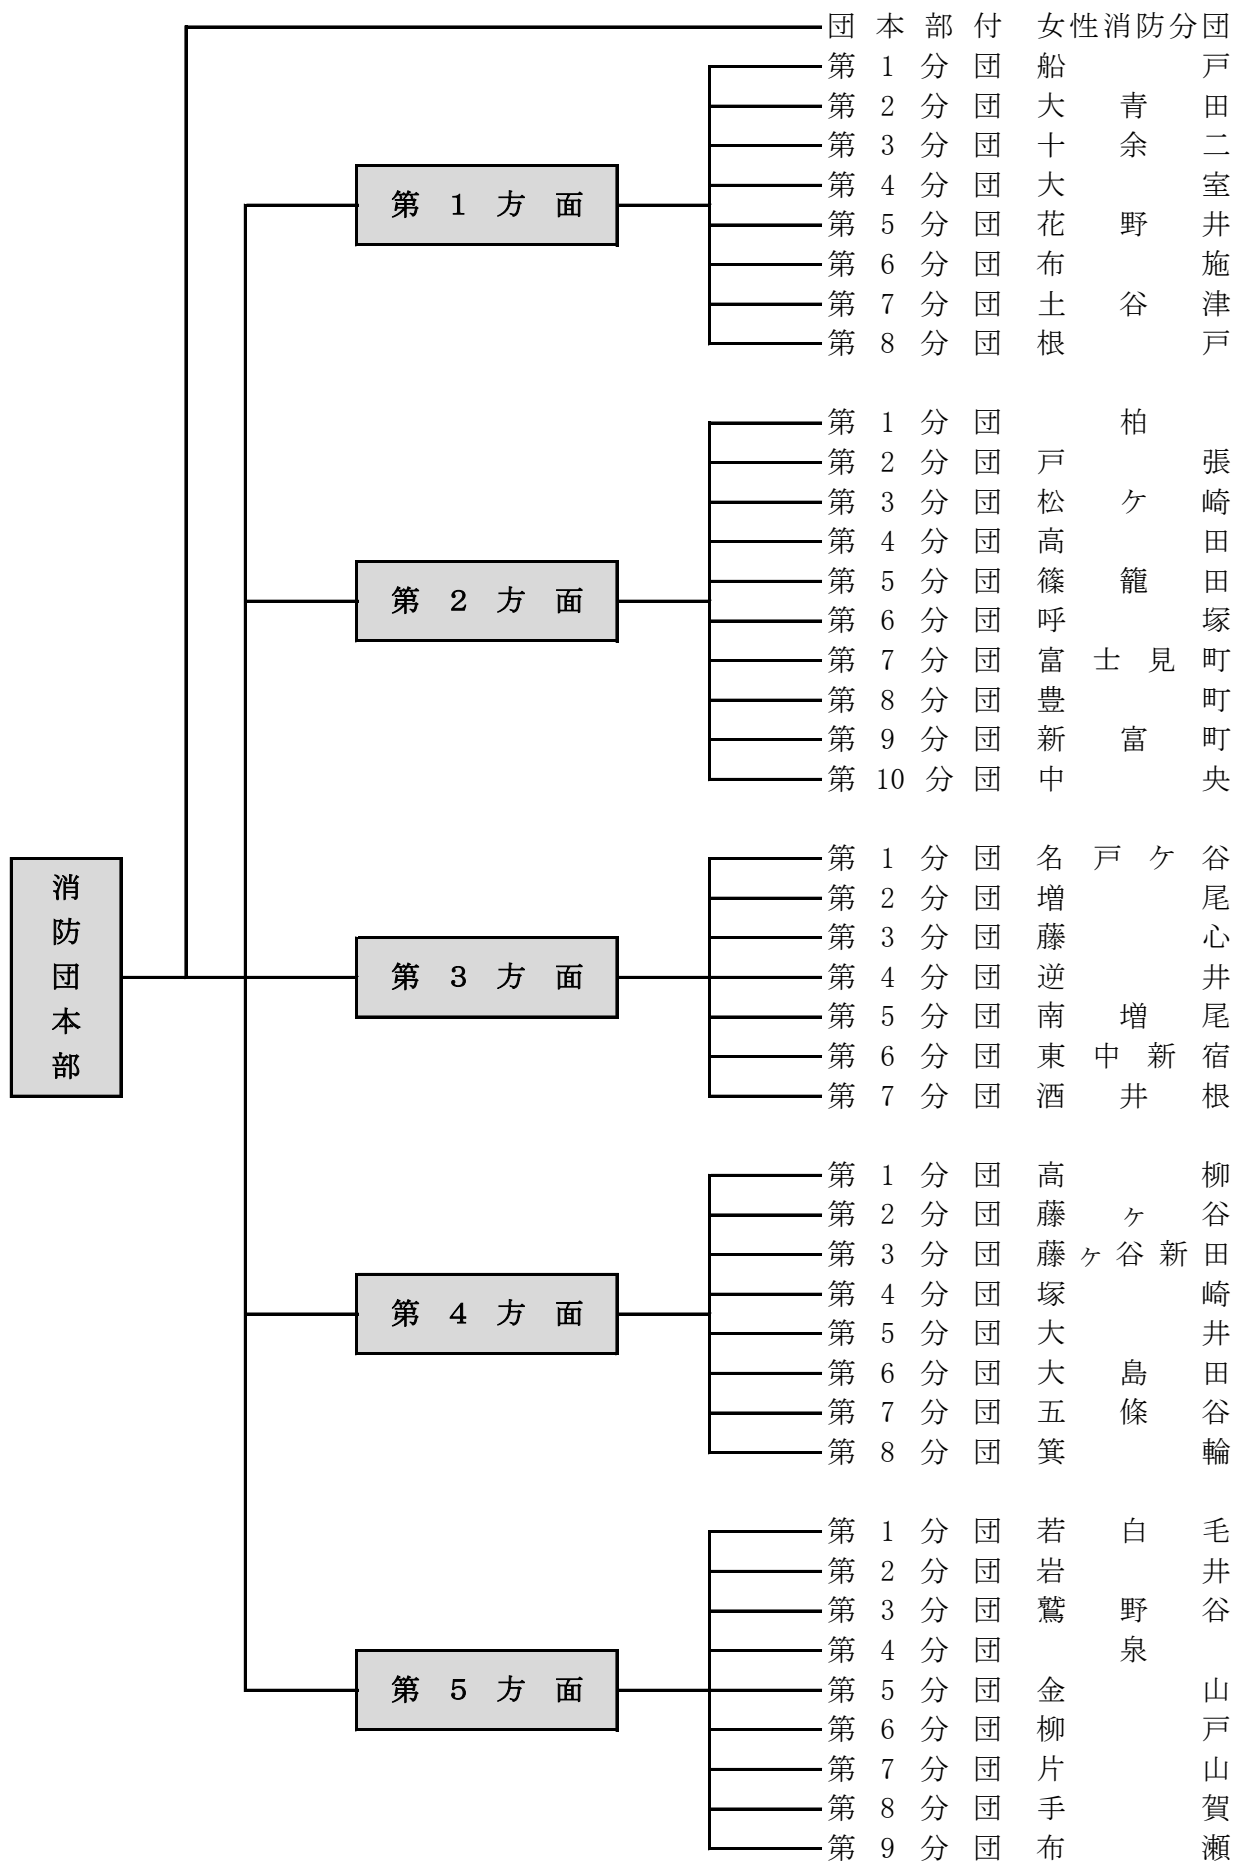 団本部付 女性消防分団
第1分団 船戸
第2分団 大青田
第3分団 十余二
第1方面
第4分団 大室
第5分団 花野井
第6分団 布施
第7分団 土谷津
第8分団 根戸
第1分団 柏
第2分団 戸張
第3分団 松ケ崎
第4分団 高田
第2方面
第5分団 篠籠田
第6分団 呼塚
第7分団 富士見町
第8分団 豊町
第9分団 新富町
第10分団 中央
消防団本部
第1分団 名戸ケ谷
第2分団 増尾
第3分団 藤心
第3方面
第4分団 逆井
第5分団 南増尾
第6分団 東中新宿
第7分団 酒井根
第1分団 高柳
第2分団 藤ヶ谷
第3分団 藤ヶ谷新田
第4方面
第4分団 塚崎
第5分団 大井
第6分団 大島田
第7分団 五條谷
第8分団 箕輪
第1分団 若白毛
第2分団 岩井
第3分団 鷲野谷
第4分団 泉
第5方面
第5分団 金山
第6分団 柳戸
第7分団 片山
第8分団 手賀
第9分団 布瀬